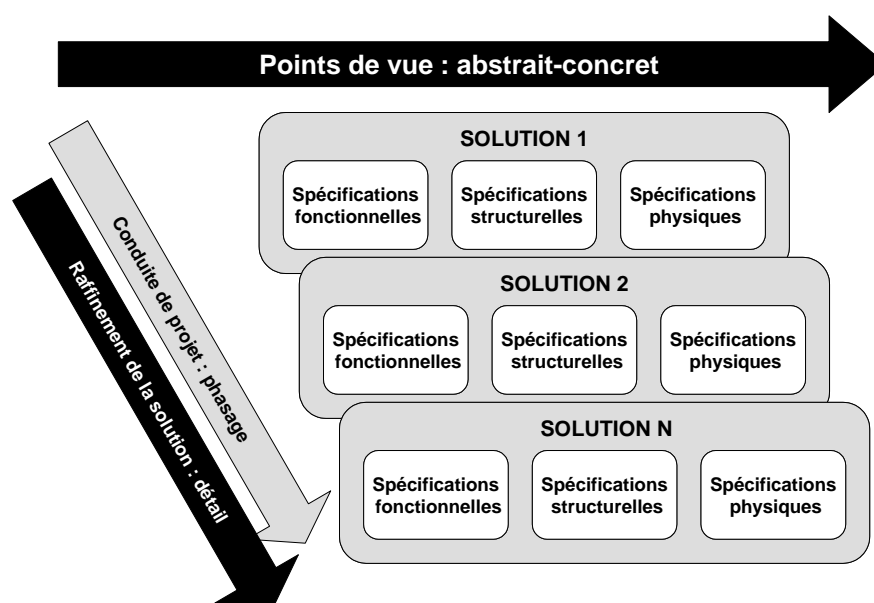 Points de vue : abstrait-concret
Conduite de projet : phasage
Raffinement de la solution : détail
SOLUTION 1
Spécifications
fonctionnelles
Spécifications
structurelles
Spécifications
physiques
SOLUTION 2
Spécifications
fonctionnelles
Spécifications
structurelles
Spécifications
physiques
SOLUTION N
Spécifications
fonctionnelles
Spécifications
structurelles
Spécifications
physiques